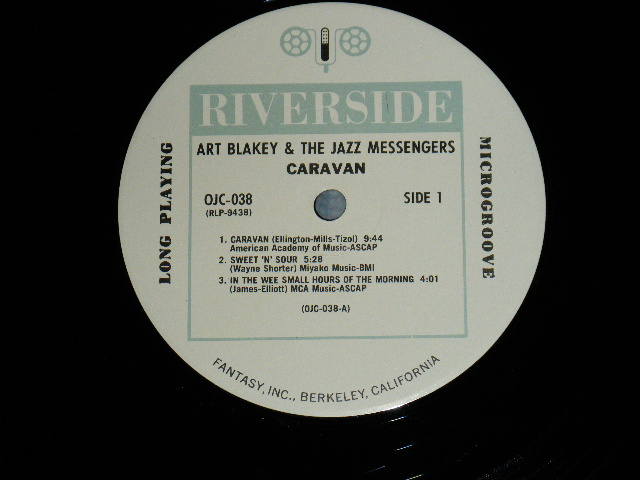 RIVERSIDE
ART BLAKEY & THE JAZZ MESSENGERS
CARAVAN
OJC-038 SIDE 1
(RLP-9438)
LONG PLAYING
MICROGROOVE
1. CARAVAN (Ellington-Mills-Tizol) 9:44
American Academy of Music-ASCAP
2. SWEET 'N' SOUR 5:28
(Wayne Shorter) Miyako Music-BMI
3. IN THE WEE SMALL HOURS OF THE MORNING 4:01
(James-Elliott) MCA Music-ASCAP
(OJC-038-A)
FANTASY, INC., BERKELEY, CALIFORNIA